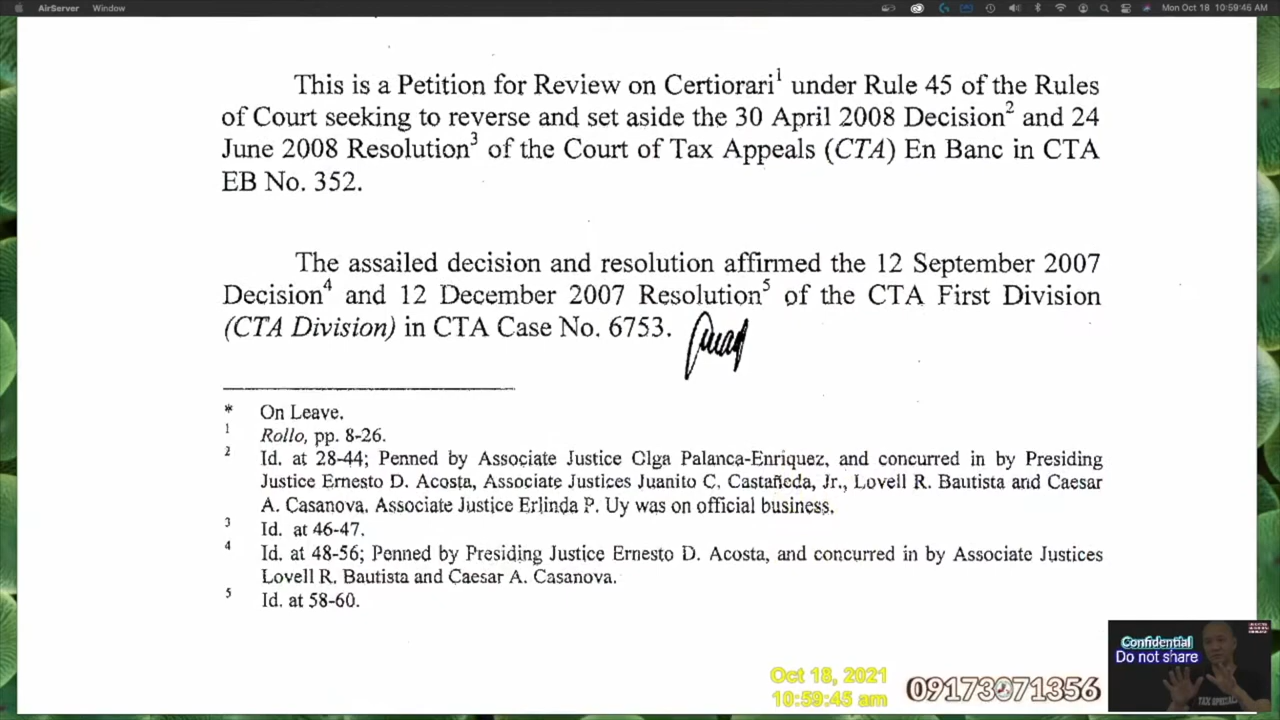 AirServer Window Mon Oct 18 10:59:46 AM
This is a Petition for Review on Certiorari1 under Rule 45 of the Rules
of Court seeking to reverse and set aside the 30 April 2008 Decision2 and 24
June 2008 Resolution3 of the Court of Tax Appeals (CTA) En Banc in CTA
EB No. 352.
The assailed decision and resolution affirmed the 12 September 2007
Decision4 and 12 December 2007 Resolution5 of the CTA First Division
(CTA Division) in CTA Case No. 6753.
* On Leave.
1 Rollo, pp. 8-26.
2 Id. at 28-44; Penned by Associate Justice Olga Palanca-Enriquez, and concurred in by Presiding
Justice Ernesto D. Acosta, Associate Justices Juanito C. Castañeda, Jr., Lovell R. Bautista and Caesar
A. Casanova, Associate Justice Erlinda P. Uy was on official business.
3 Id. at 46-47.
4 Id. at 48-56; Penned by Presiding Justice Ernesto D. Acosta, and concurred in by Associate Justices
Lovell R. Bautista and Caesar A. Casanova.
5 Id. at 58-60.
Confidential
Do not share
Oct 18, 2021
10:59:45 am
09173071356